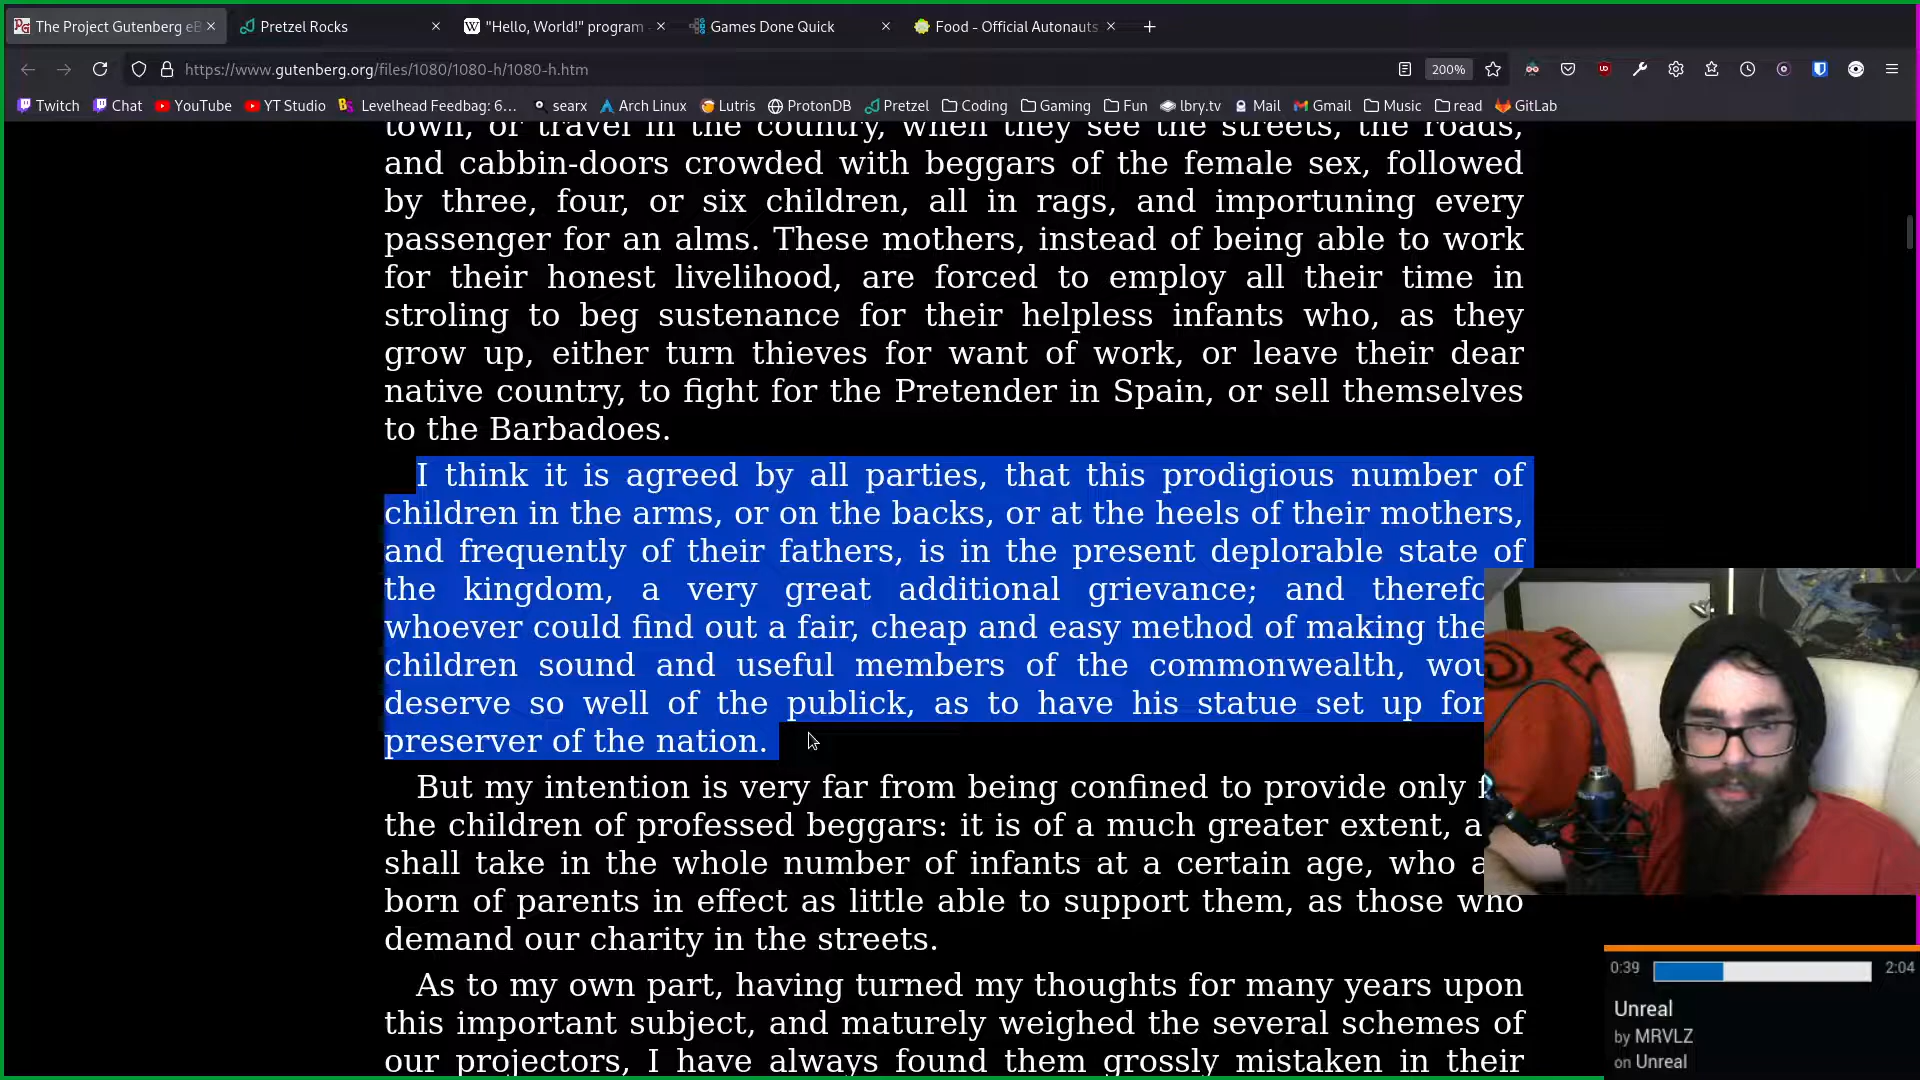 The Project Gutenberg eB
Pretzel Rocks
"Hello, World!" program -
Games Done Quick
Food - Official Autonauts
https://www.gutenberg.org/files/1080/1080-h/1080-h.htm
200%
Twitch
Chat
YouTube
YT Studio
Levelhead Feedbag: 6...
searx
Arch Linux
Lutris
ProtonDB
Pretzel
Coding
Gaming
Fun
lbry.tv
Mail
Gmail
Music
read
GitLab
town, or travel in the country, when they see the streets, the roads,
and cabbin-doors crowded with beggars of the female sex, followed
by three, four, or six children, all in rags, and importuning every
passenger for an alms. These mothers, instead of being able to work
for their honest livelihood, are forced to employ all their time in
stroling to beg sustenance for their helpless infants who, as they
grow up, either turn thieves for want of work, or leave their dear
native country, to fight for the Pretender in Spain, or sell themselves
to the Barbadoes.
I think it is agreed by all parties, that this prodigious number of
children in the arms, or on the backs, or at the heels of their mothers,
and frequently of their fathers, is in the present deplorable state of
the kingdom, a very great additional grievance; and therefo
whoever could find out a fair, cheap and easy method of making the
children sound and useful members of the commonwealth, wou
deserve so well of the publick, as to have his statue set up for
preserver of the nation.
But my intention is very far from being confined to provide only f
the children of professed beggars: it is of a much greater extent, a
shall take in the whole number of infants at a certain age, who a
born of parents in effect as little able to support them, as those who
demand our charity in the streets.
As to my own part, having turned my thoughts for many years upon
this important subject, and maturely weighed the several schemes of
our projectors, I have always found them grossly mistaken in their
0:39
2:04
Unreal
by MRVLZ
on Unreal